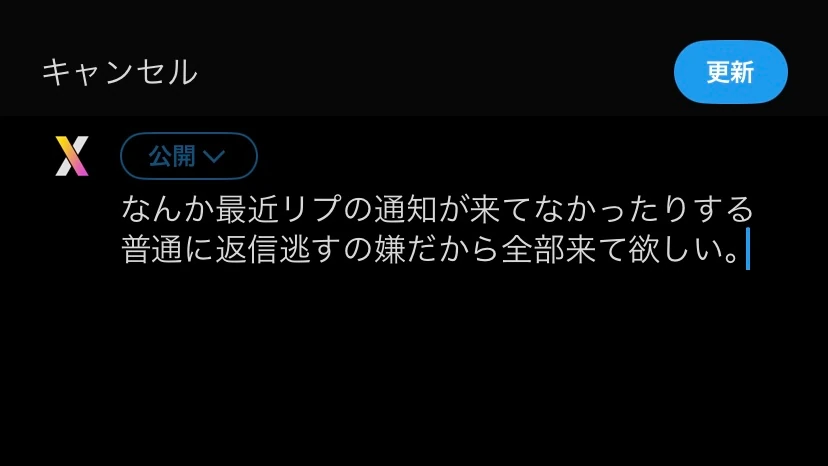 キャンセル
更新
公開
なんか最近リプの通知が来てなかったりする
普通に返信逃すの嫌だから全部来て欲しい。